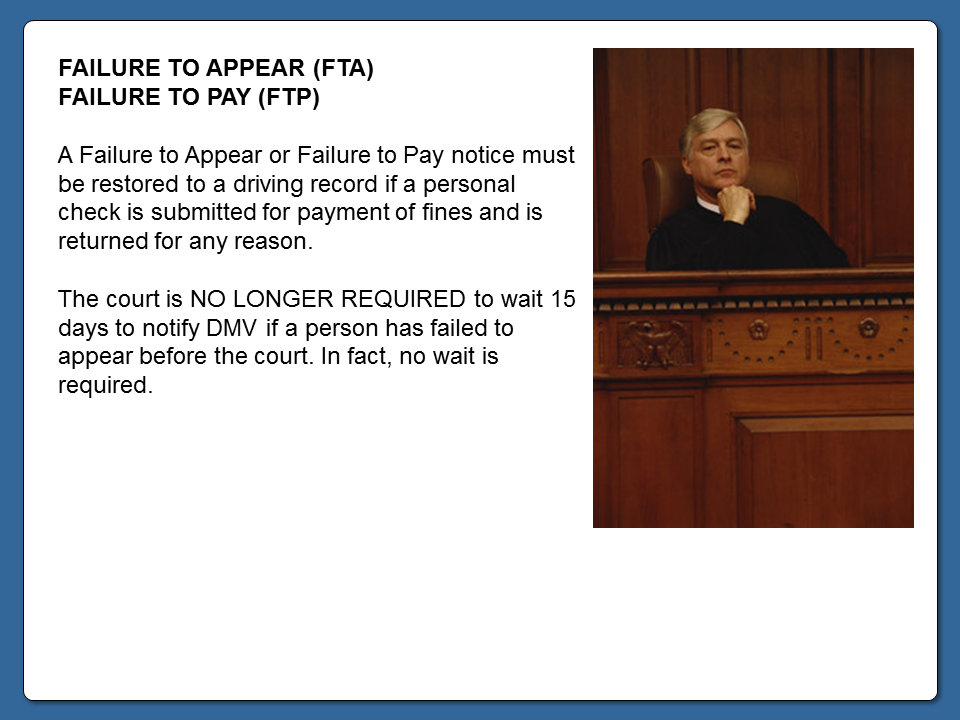 FAILURE TO APPEAR (FTA)
FAILURE TO PAY (FTP)
A Failure to Appear or Failure to Pay notice must
be restored to a driving record if a personal
check is submitted for payment of fines and is
returned for any reason.
The court is NO LONGER REQUIRED to wait 15
days to notify DMV if a person has failed to
appear before the court. In fact, no wait is
required.